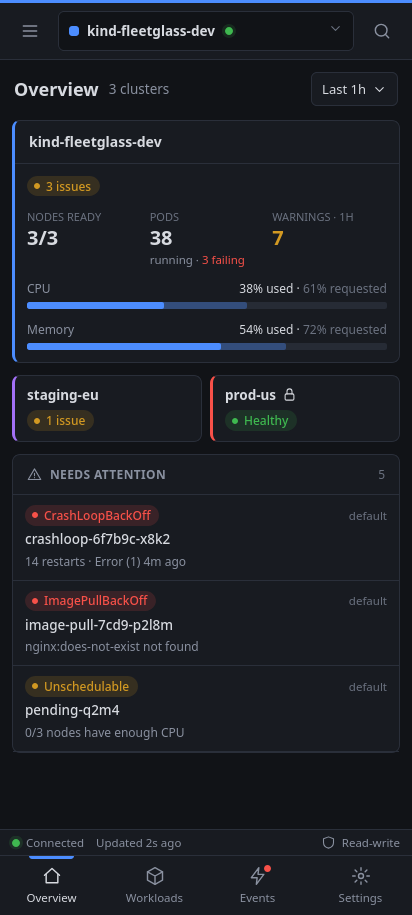 kind-fleetglass-dev
Overview 3 clusters Last 1h
kind-fleetglass-dev
3 issues
NODES READY PODS WARNINGS · 1H
3/3 38 7
running · 3 failing
CPU 38% used · 61% requested
Memory 54% used · 72% requested
staging-eu prod-us
1 issue Healthy
NEEDS ATTENTION 5
CrashLoopBackOff default
crashloop-6f7b9c-x8k2
14 restarts · Error (1) 4m ago
ImagePullBackOff default
image-pull-7cd9-p2l8m
nginx:does-not-exist not found
Unschedulable default
pending-q2m4
0/3 nodes have enough CPU
Connected Updated 2s ago Read-write
Overview Workloads Events Settings